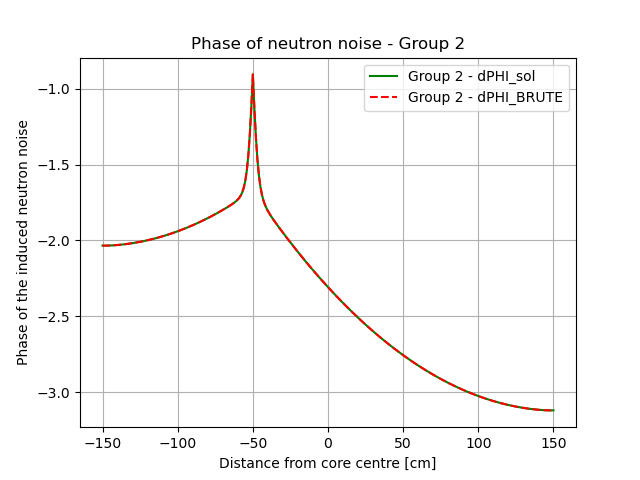 Phase of neutron noise - Group 2
Group 2 - dPHI_sol
Group 2 - dPHI_BRUTE
Phase of the induced neutron noise
−1.0
−1.5
−2.0
−2.5
−3.0
−150
−100
−50
0
50
100
150
Distance from core centre [cm]